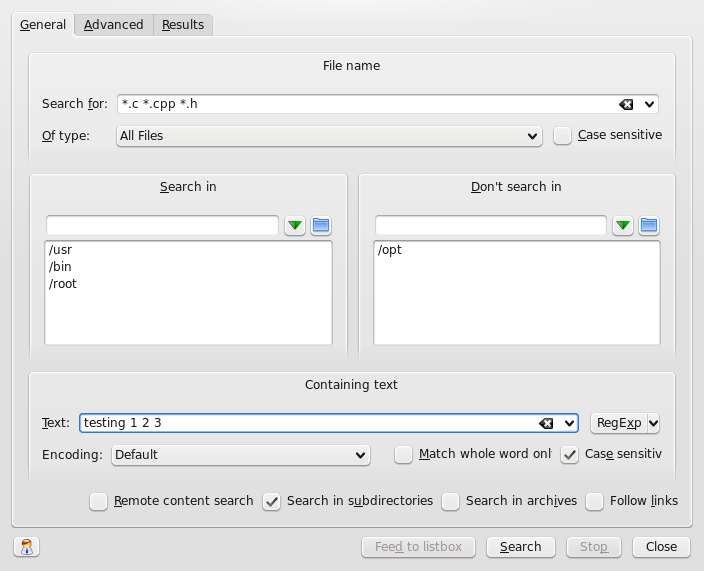 General Advanced Results
File name
Search for: *.c *.cpp *.h
Of type: All Files Case sensitive
Search in
/usr
/bin
/root
Don't search in
/opt
Containing text
Text: testing 1 2 3 RegExp
Encoding: Default Match whole word onl Case sensitiv
Remote content search Search in subdirectories Search in archives Follow links
Feed to listbox Search Stop Close